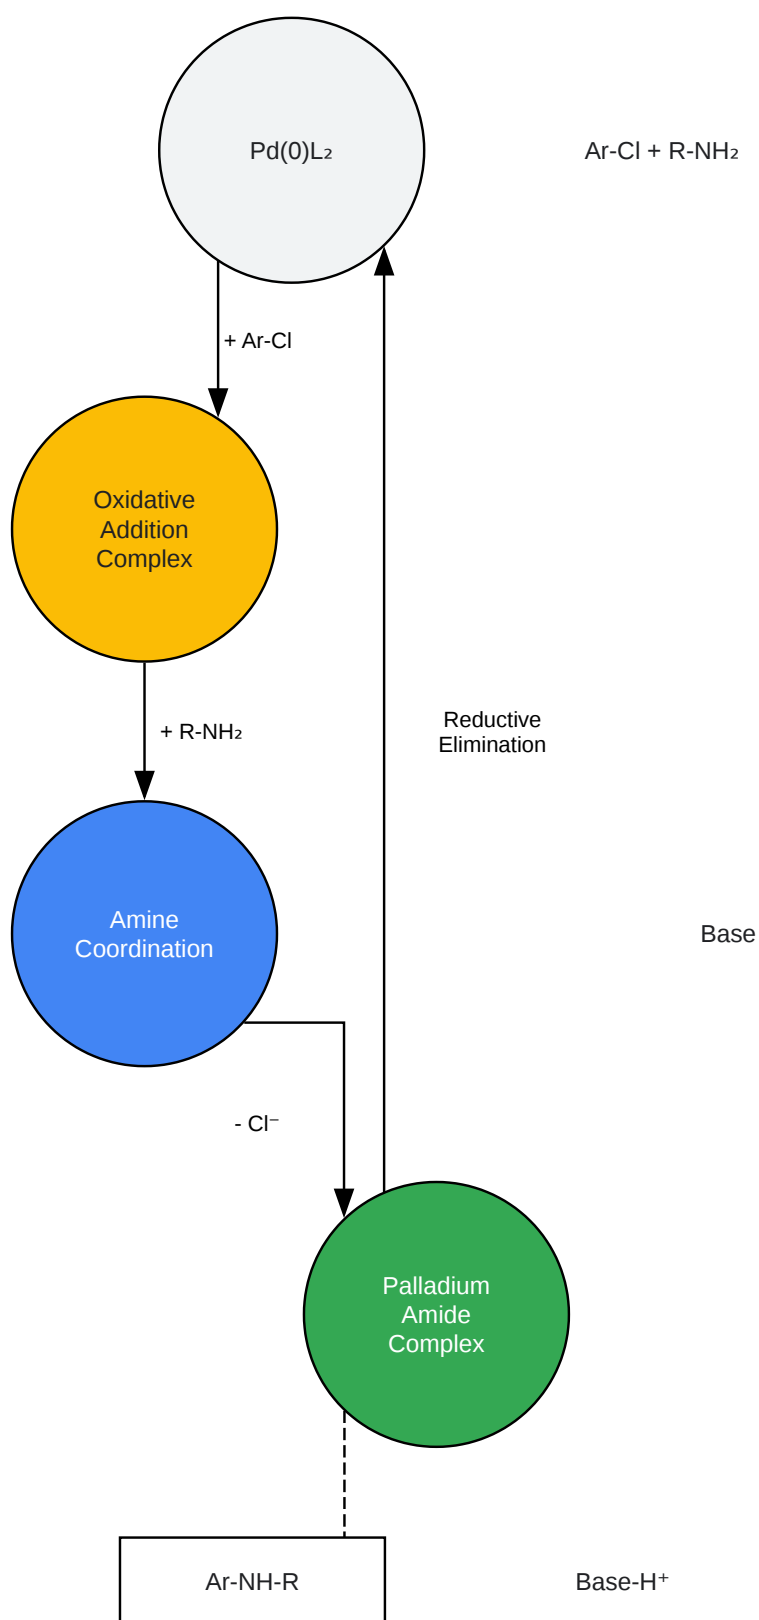 Pd(0)L₂
Ar-Cl + R-NH₂
+ Ar-Cl
Oxidative
Addition
Complex
+ R-NH₂
Reductive
Elimination
Amine
Coordination
Base
- Cl⁻
Palladium
Amide
Complex
Ar-NH-R
Base-H⁺